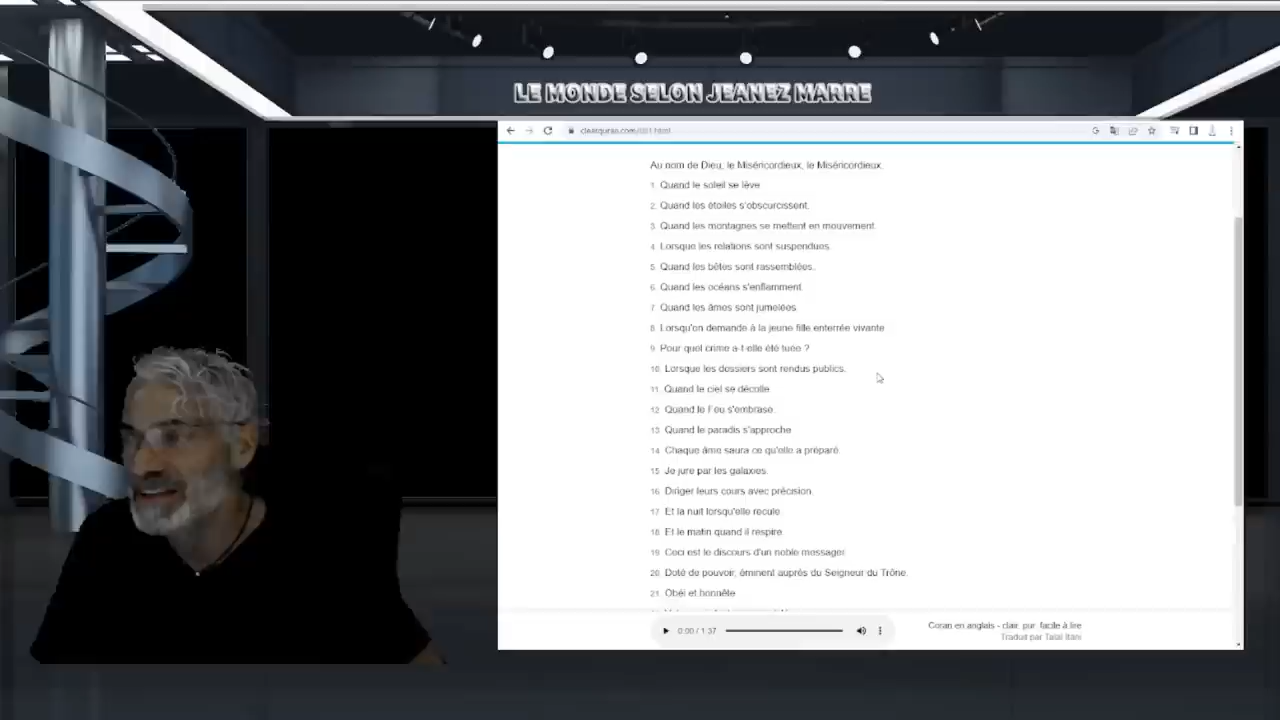 LE MONDE SELON JEANEZ MARRE
clearquran.com/081.html
Au nom de Dieu, le Miséricordieux, le Miséricordieux.
1. Quand le soleil se lève
2. Quand les étoiles s'obscurcissent.
3. Quand les montagnes se mettent en mouvement
4. Lorsque les relations sont suspendues.
5. Quand les bêtes sont rassemblées.
6. Quand les océans s'enflamment.
7. Quand les âmes sont jumelées
8. Lorsqu'on demande à la jeune fille enterrée vivante
9. Pour quel crime a-t-elle été tuée ?
10. Lorsque les dossiers sont rendus publics.
11. Quand le ciel se décolle
12. Quand le Feu s'embrase.
13. Quand le paradis s'approche
14. Chaque âme saura ce qu'elle a préparé.
15. Je jure par les galaxies.
16. Diriger leurs cours avec précision.
17. Et la nuit lorsqu'elle recule
18. Et le matin quand il respire.
19. Ceci est le discours d'un noble messager.
20. Doté de pouvoir, éminent auprès du Seigneur du Trône.
21. Obéi et honnête
0:00 / 1:37
Coran en anglais - clair, pur, facile à lire
Traduit par Talal Itani